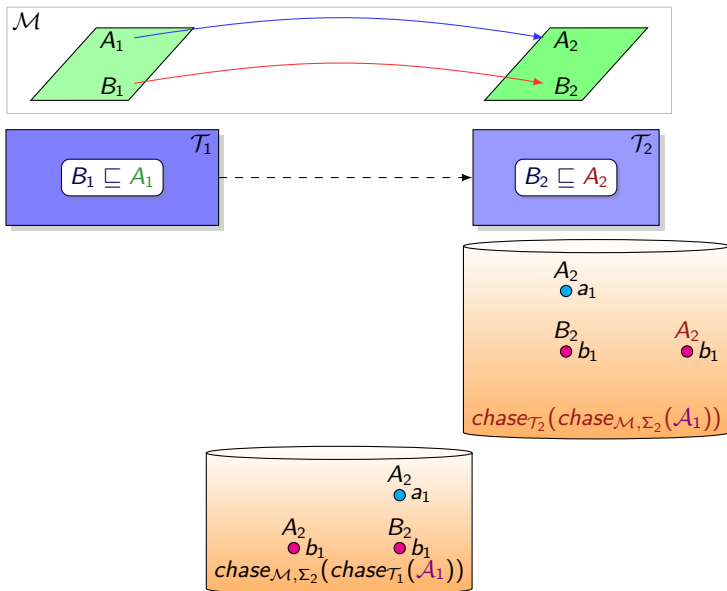 ℳ
A₁ A₂
B₁ B₂
𝒯₁ 𝒯₂
B₁ ⊑ A₁ B₂ ⊑ A₂
A₂
a₁
B₂ A₂
b₁ b₁
chase𝒯₂(chaseℳ,Σ₂(𝒜₁))
A₂
a₁
A₂ B₂
b₁ b₁
chaseℳ,Σ₂(chase𝒯₁(𝒜₁))